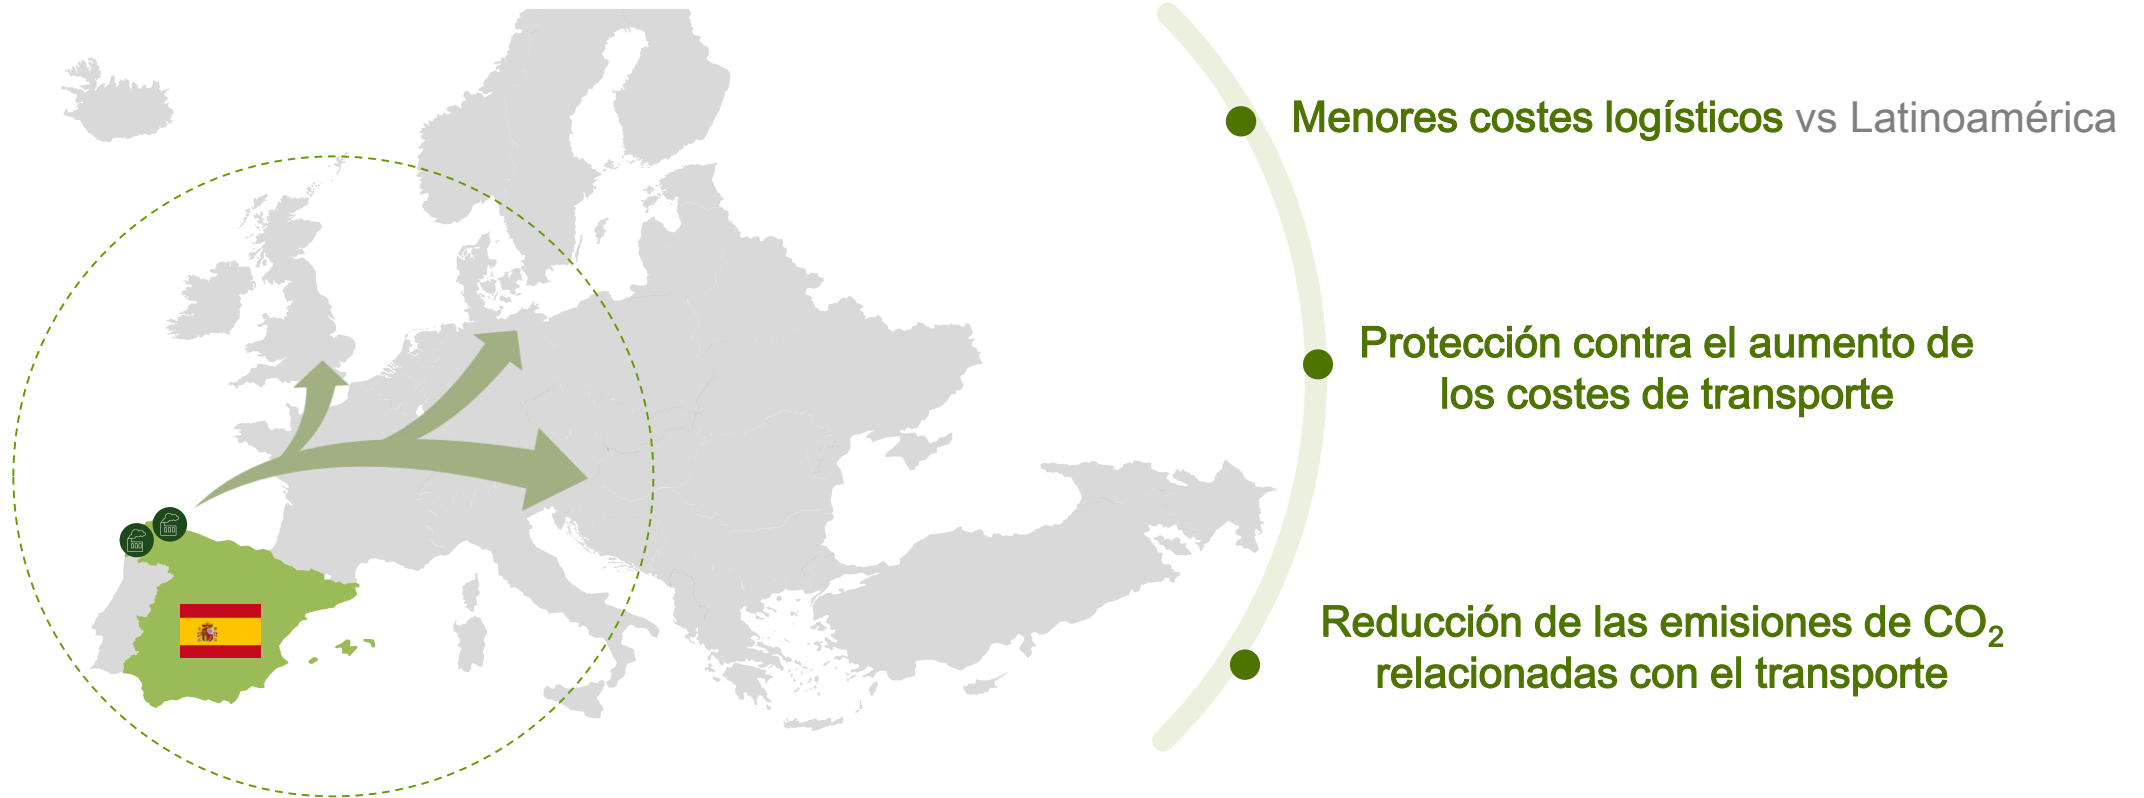 Menores costes logísticos vs Latinoamérica
Protección contra el aumento de
los costes de transporte
Reducción de las emisiones de CO₂
relacionadas con el transporte